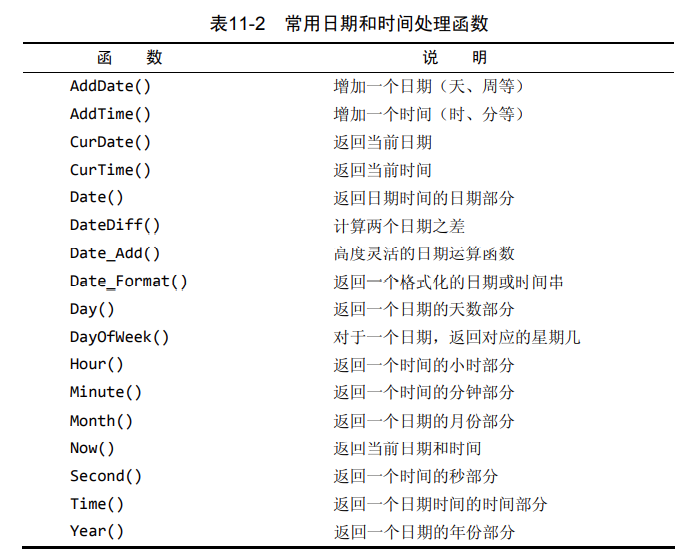 表11-2 常用日期和时间处理函数
函 数 说 明
AddDate() 增加一个日期（天、周等）
AddTime() 增加一个时间（时、分等）
CurDate() 返回当前日期
CurTime() 返回当前时间
Date() 返回日期时间的日期部分
DateDiff() 计算两个日期之差
Date_Add() 高度灵活的日期运算函数
Date_Format() 返回一个格式化的日期或时间串
Day() 返回一个日期的天数部分
DayOfWeek() 对于一个日期，返回对应的星期几
Hour() 返回一个时间的小时部分
Minute() 返回一个时间的分钟部分
Month() 返回一个日期的月份部分
Now() 返回当前日期和时间
Second() 返回一个时间的秒部分
Time() 返回一个日期时间的时间部分
Year() 返回一个日期的年份部分